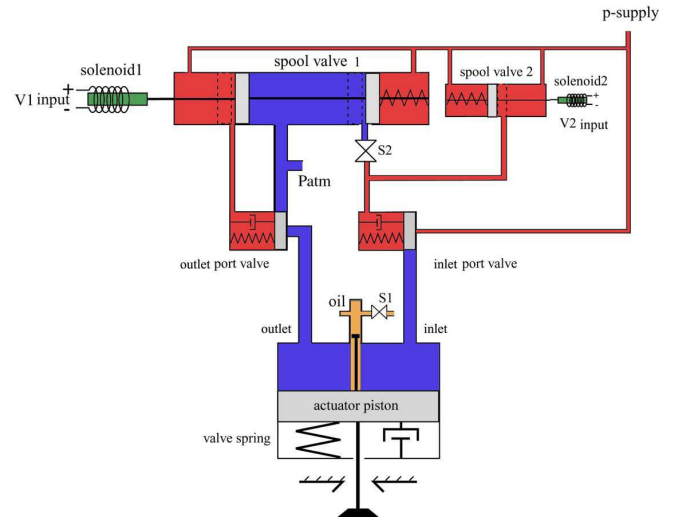 p-supply
spool valve 1
solenoid1
spool valve 2
solenoid2
V1 input
+
-
+
-
V2 input
S2
Patm
outlet port valve
inlet port valve
oil
S1
outlet
inlet
actuator piston
valve spring